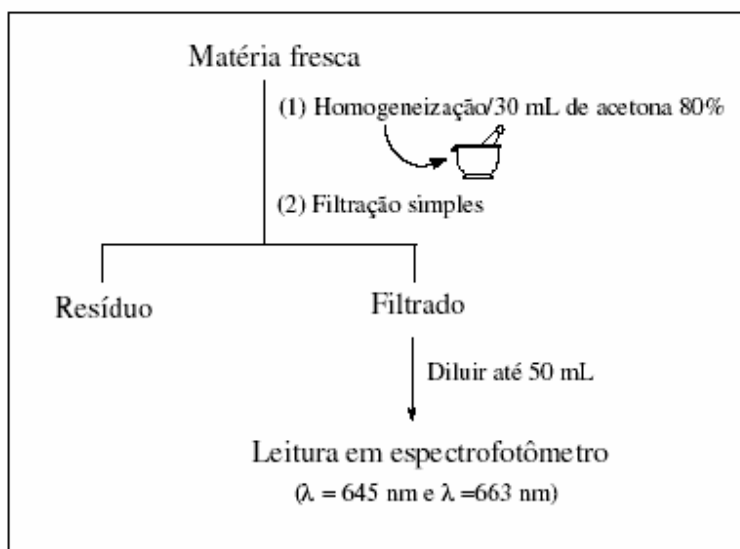 Matéria fresca
(1) Homogeneização/30 mL de acetona 80%
(2) Filtração simples
Resíduo
Filtrado
Diluir até 50 mL
Leitura em espectrofotômetro
(λ = 645 nm e λ =663 nm)